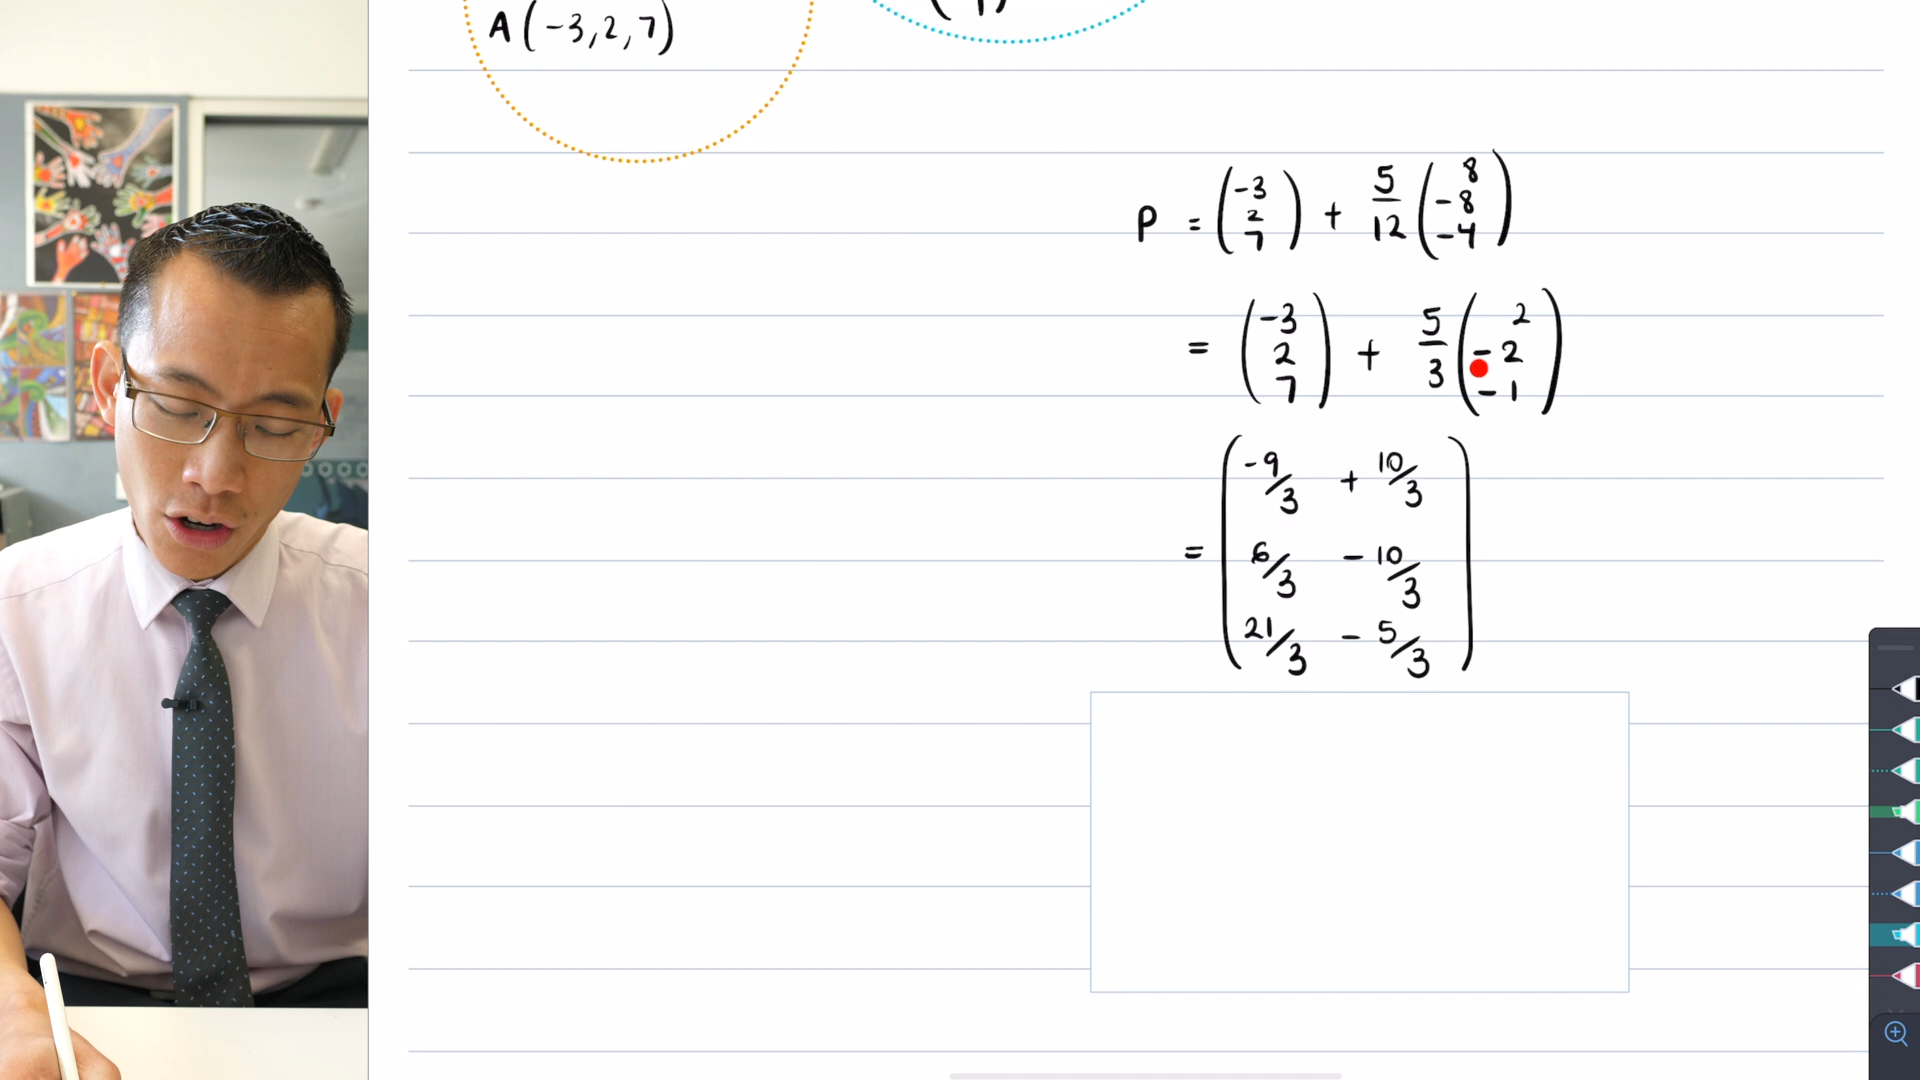 A (-3, 2, 7)
P = (-3 2 7) + 5/12 (8 -8 -4)
= (-3 2 7) + 5/3 (2 -2 -1)
= (-9/3 + 10/3
6/3 - 10/3
21/3 - 5/3)